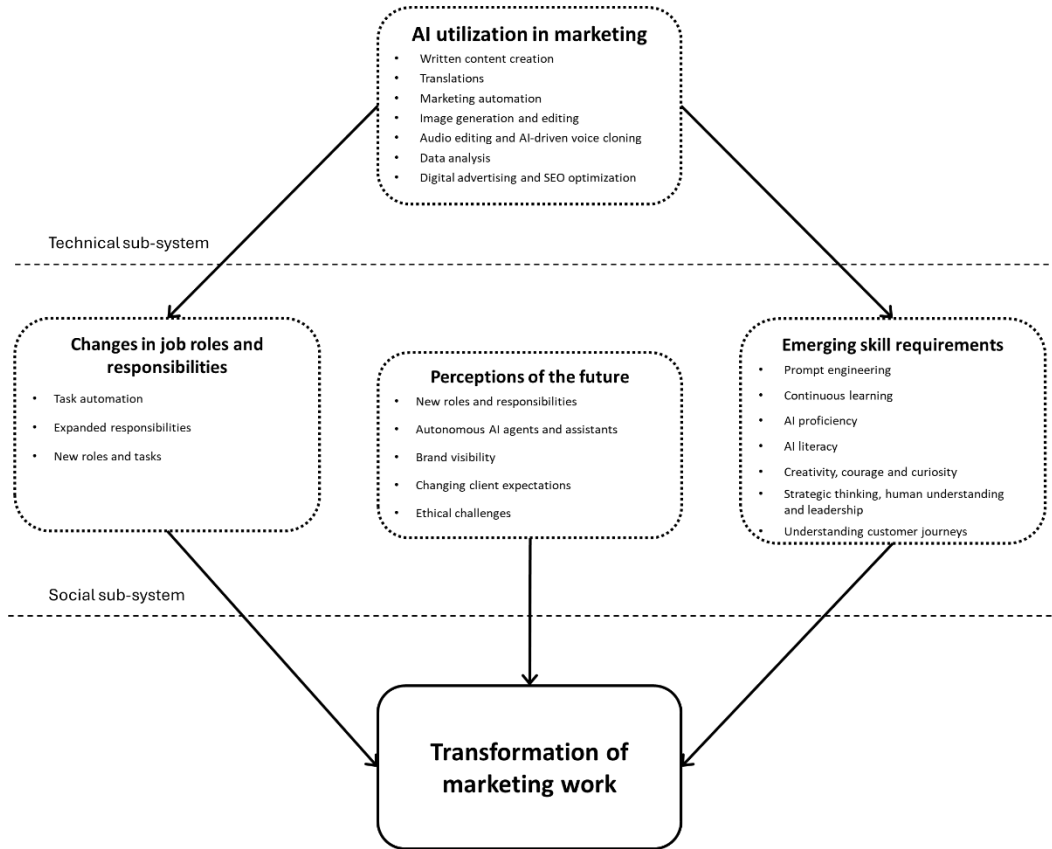 AI utilization in marketing
• Written content creation
• Translations
• Marketing automation
• Image generation and editing
• Audio editing and AI-driven voice cloning
• Data analysis
• Digital advertising and SEO optimization
Technical sub-system
Changes in job roles and
responsibilities
• Task automation
• Expanded responsibilities
• New roles and tasks
Perceptions of the future
• New roles and responsibilities
• Autonomous AI agents and assistants
• Brand visibility
• Changing client expectations
• Ethical challenges
Emerging skill requirements
• Prompt engineering
• Continuous learning
• AI proficiency
• AI literacy
• Creativity, courage and curiosity
• Strategic thinking, human understanding
and leadership
• Understanding customer journeys
Social sub-system
Transformation of
marketing work